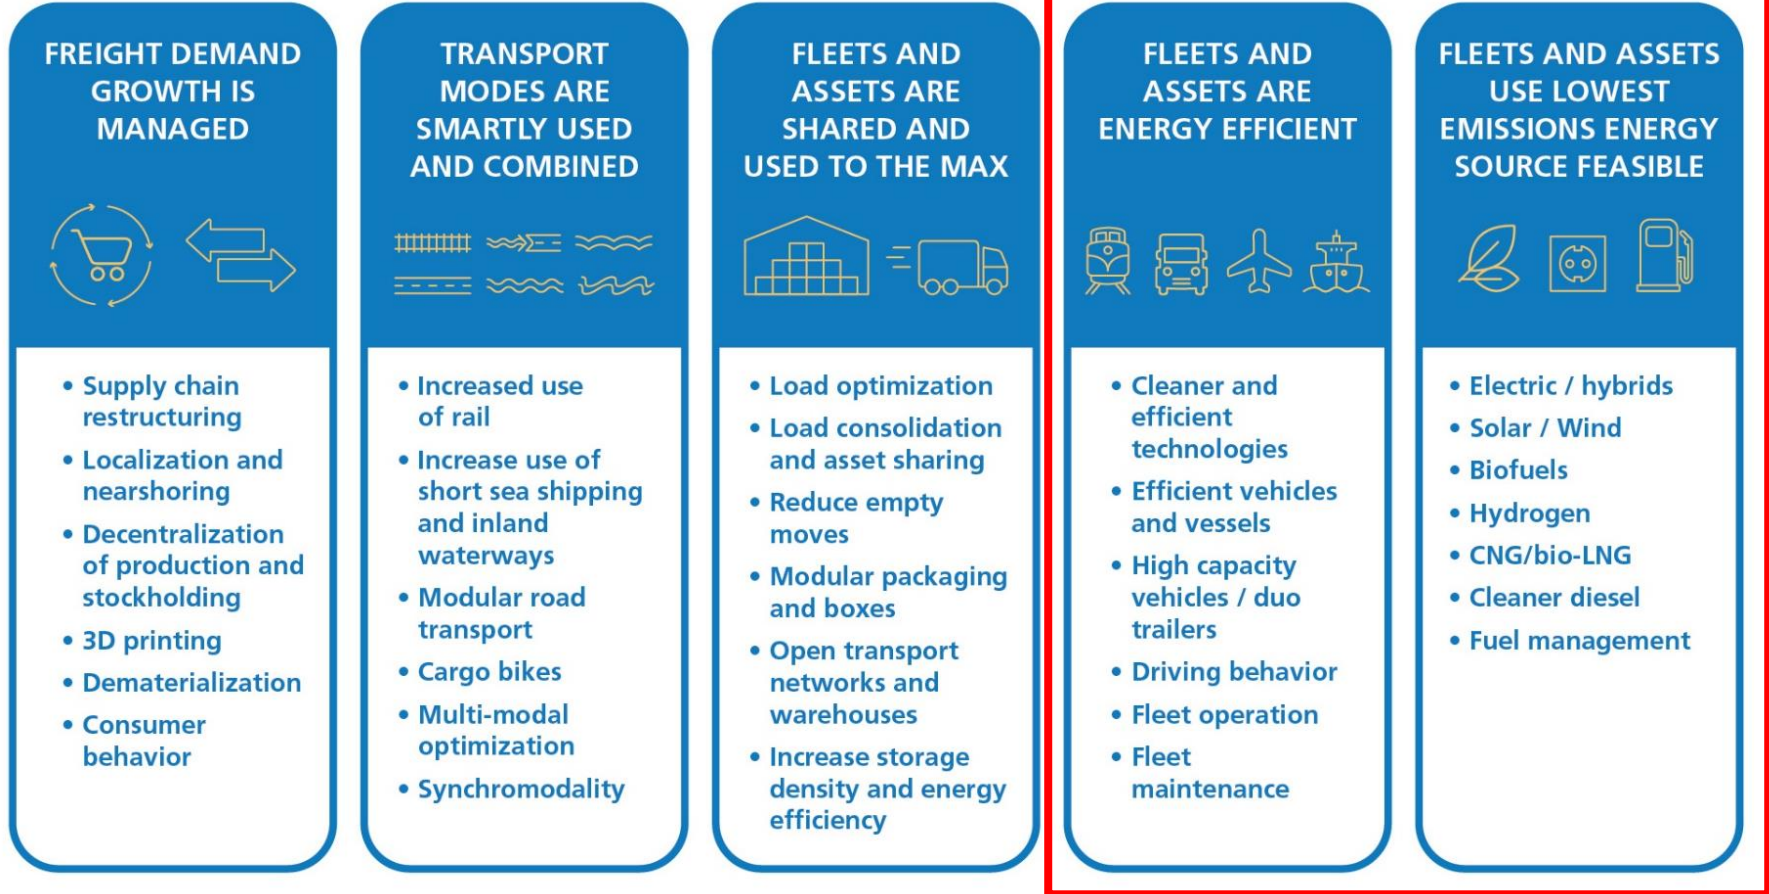 FREIGHT DEMAND
GROWTH IS
MANAGED
• Supply chain
restructuring
• Localization and
nearshoring
• Decentralization
of production and
stockholding
• 3D printing
• Dematerialization
• Consumer
behavior
TRANSPORT
MODES ARE
SMARTLY USED
AND COMBINED
• Increased use
of rail
• Increase use of
short sea shipping
and inland
waterways
• Modular road
transport
• Cargo bikes
• Multi-modal
optimization
• Synchromodality
FLEETS AND
ASSETS ARE
SHARED AND
USED TO THE MAX
• Load optimization
• Load consolidation
and asset sharing
• Reduce empty
moves
• Modular packaging
and boxes
• Open transport
networks and
warehouses
• Increase storage
density and energy
efficiency
FLEETS AND
ASSETS ARE
ENERGY EFFICIENT
• Cleaner and
efficient
technologies
• Efficient vehicles
and vessels
• High capacity
vehicles / duo
trailers
• Driving behavior
• Fleet operation
• Fleet
maintenance
FLEETS AND ASSETS
USE LOWEST
EMISSIONS ENERGY
SOURCE FEASIBLE
• Electric / hybrids
• Solar / Wind
• Biofuels
• Hydrogen
• CNG/bio-LNG
• Cleaner diesel
• Fuel management